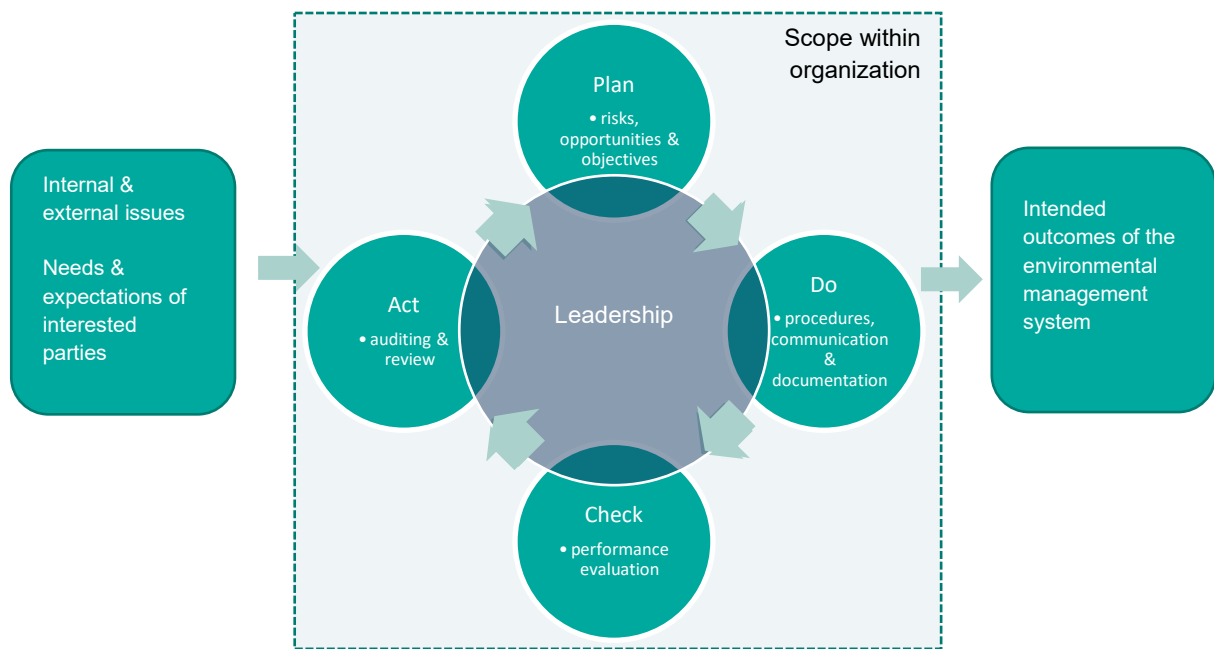 Scope within
organization
Plan
• risks,
opportunities &
objectives
Internal &
external issues
Needs &
expectations of
interested
parties
Act
• auditing &
review
Leadership
Do
• procedures,
communication
&
documentation
Intended
outcomes of the
environmental
management
system
Check
• performance
evaluation